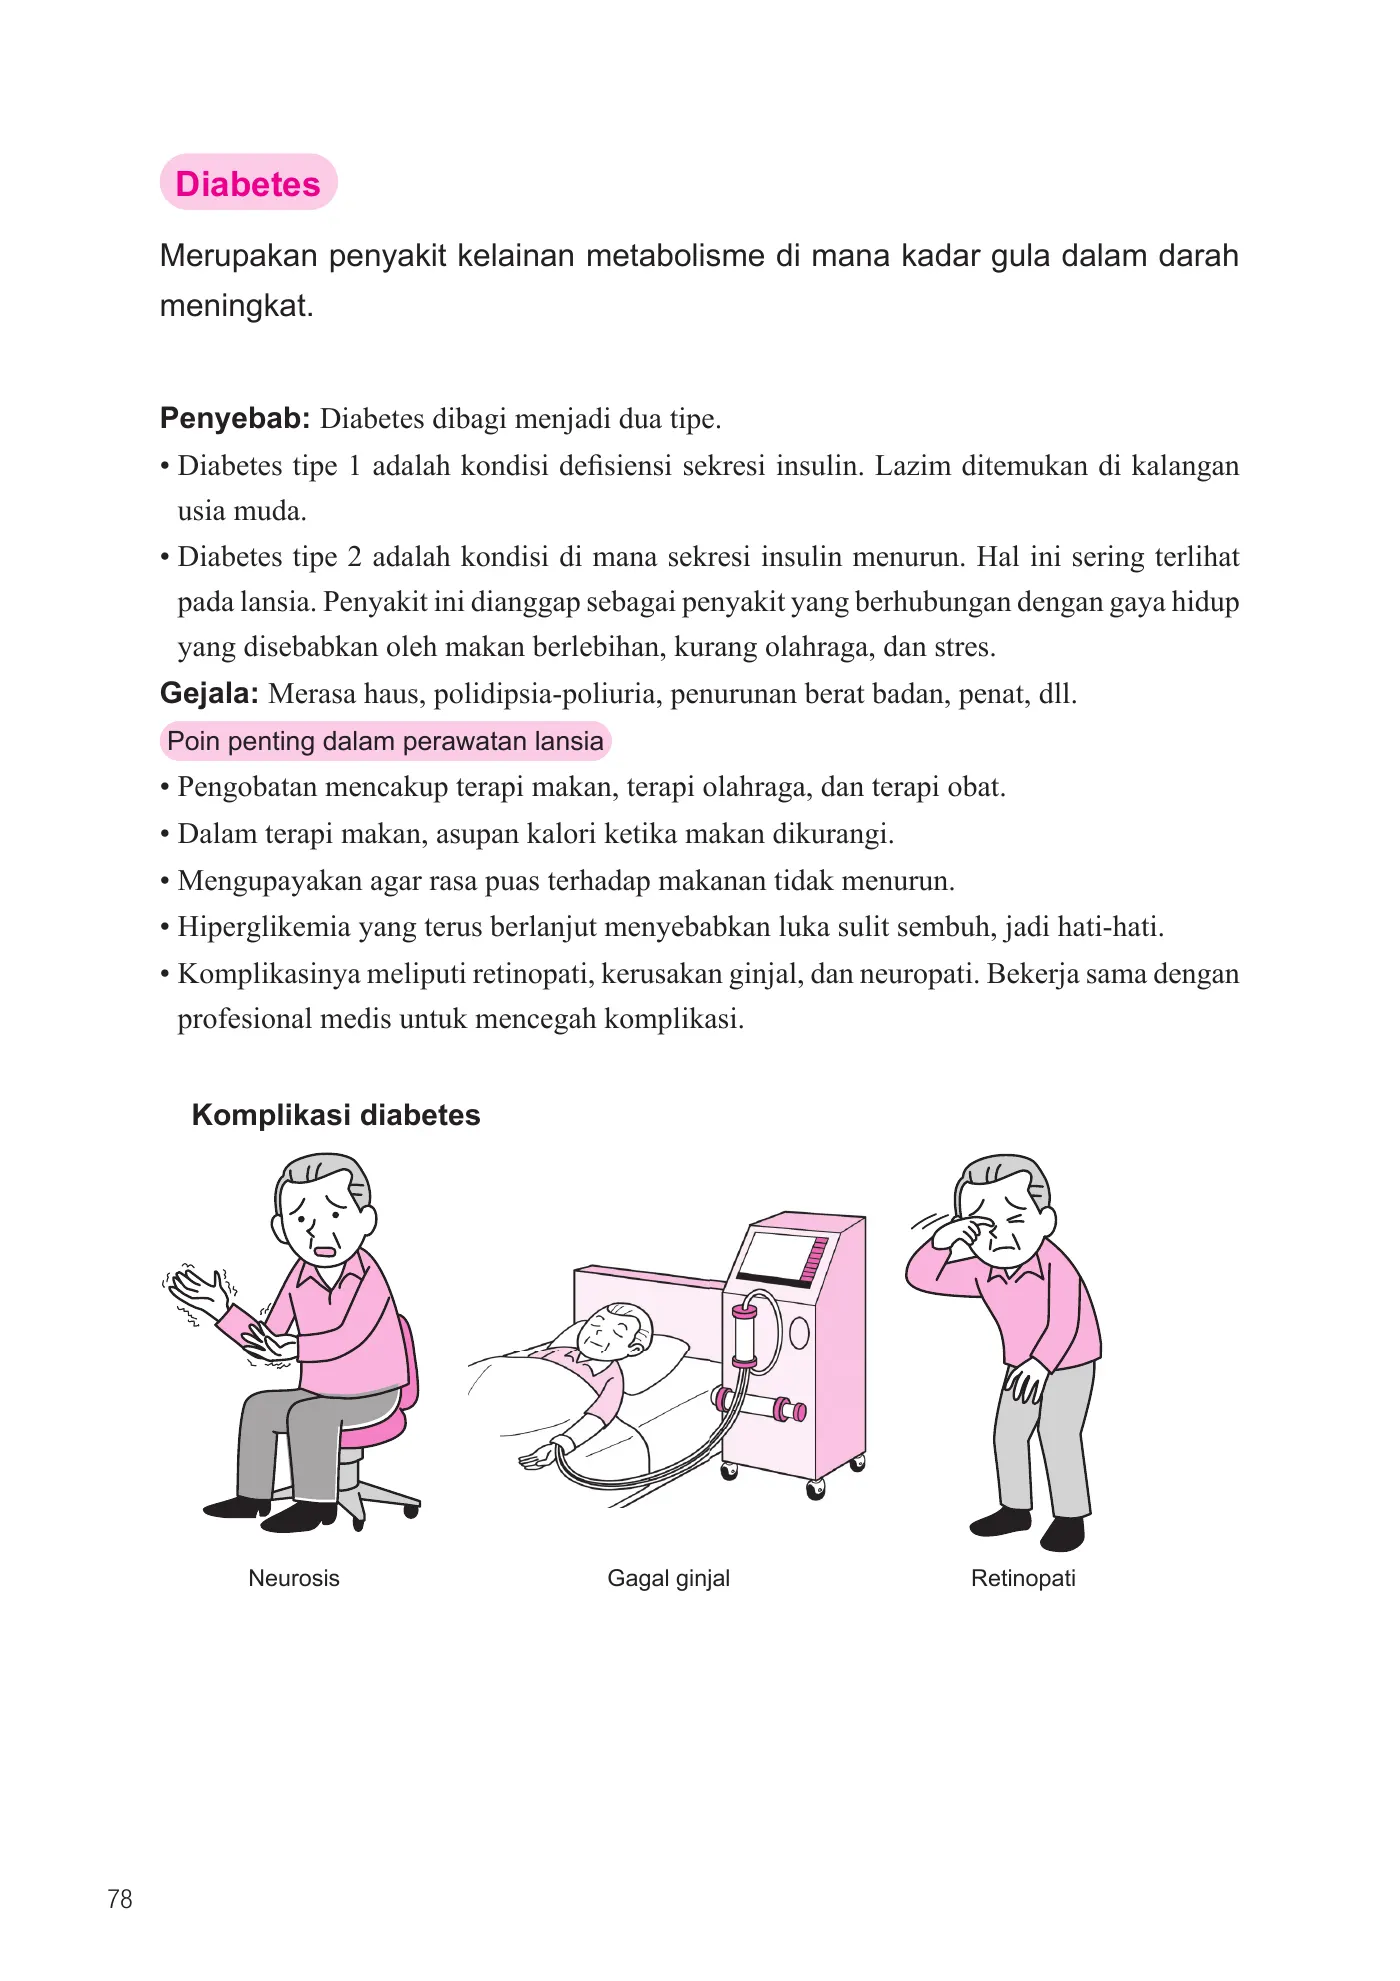 Diabetes
Merupakan penyakit kelainan metabolisme di mana kadar gula dalam darah
meningkat.
Penyebab: Diabetes dibagi menjadi dua tipe.
• Diabetes tipe 1 adalah kondisi defisiensi sekresi insulin. Lazim ditemukan di kalangan
usia muda.
• Diabetes tipe 2 adalah kondisi di mana sekresi insulin menurun. Hal ini sering terlihat
pada lansia. Penyakit ini dianggap sebagai penyakit yang berhubungan dengan gaya hidup
yang disebabkan oleh makan berlebihan, kurang olahraga, dan stres.
Gejala: Merasa haus, polidipsia-poliuria, penurunan berat badan, penat, dll.
Poin penting dalam perawatan lansia
• Pengobatan mencakup terapi makan, terapi olahraga, dan terapi obat.
• Dalam terapi makan, asupan kalori ketika makan dikurangi.
• Mengupayakan agar rasa puas terhadap makanan tidak menurun.
• Hiperglikemia yang terus berlanjut menyebabkan luka sulit sembuh, jadi hati-hati.
• Komplikasinya meliputi retinopati, kerusakan ginjal, dan neuropati. Bekerja sama dengan
profesional medis untuk mencegah komplikasi.
Komplikasi diabetes
Neurosis
Gagal ginjal
Retinopati
78